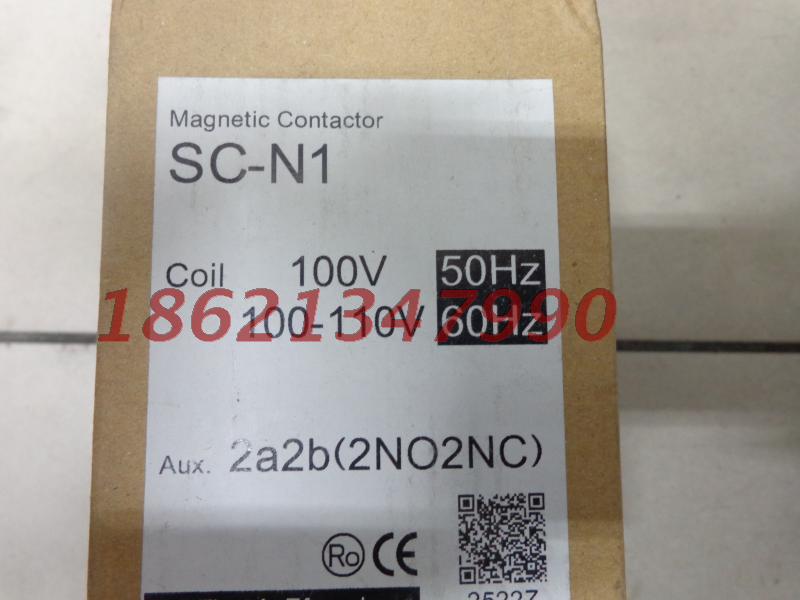 Magnetic Contactor
SC-N1
Coil 100V 50Hz
100-110V 60Hz
18621347990
Aux. 2a2b(2NO2NC)
Ro CE